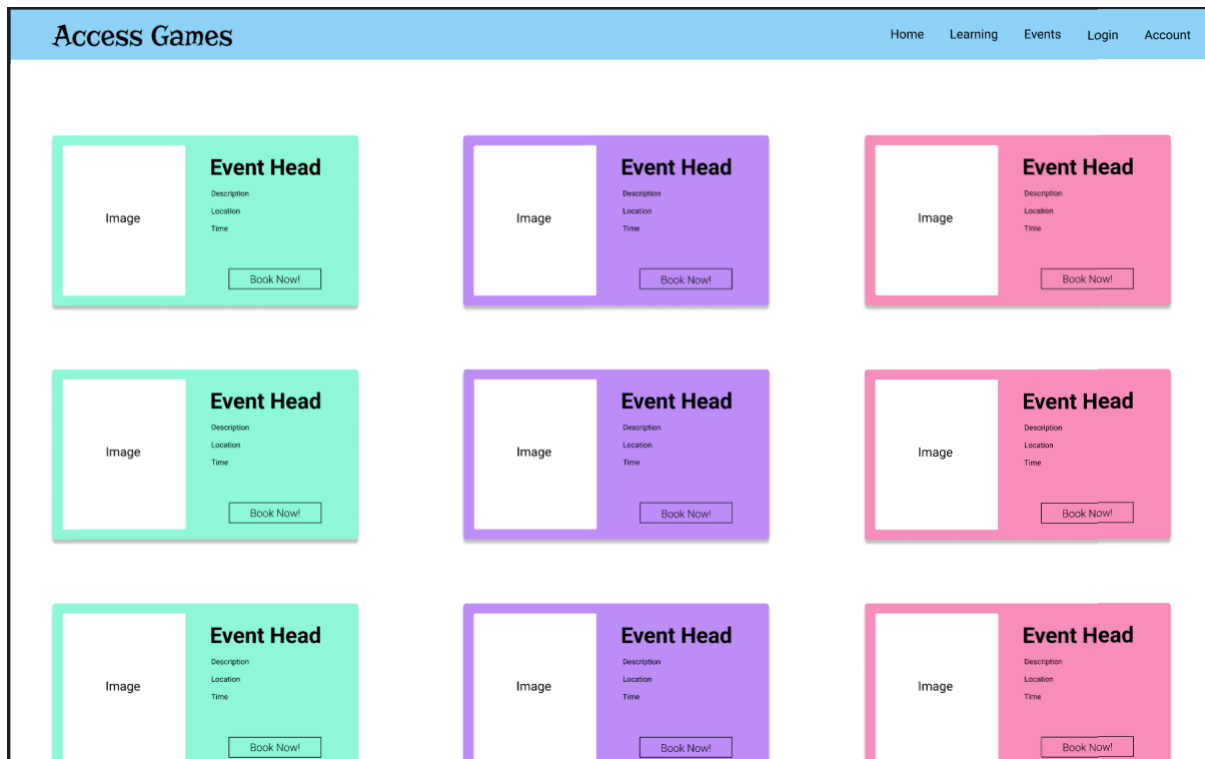 Access Games
Home Learning Events Login Account
Image
Event Head
Description
Location
Time
Book Now!
Image
Event Head
Description
Location
Time
Book Now!
Image
Event Head
Description
Location
Time
Book Now!
Image
Event Head
Description
Location
Time
Book Now!
Image
Event Head
Description
Location
Time
Book Now!
Image
Event Head
Description
Location
Time
Book Now!
Image
Event Head
Description
Location
Time
Book Now!
Image
Event Head
Description
Location
Time
Book Now!
Image
Event Head
Description
Location
Time
Book Now!